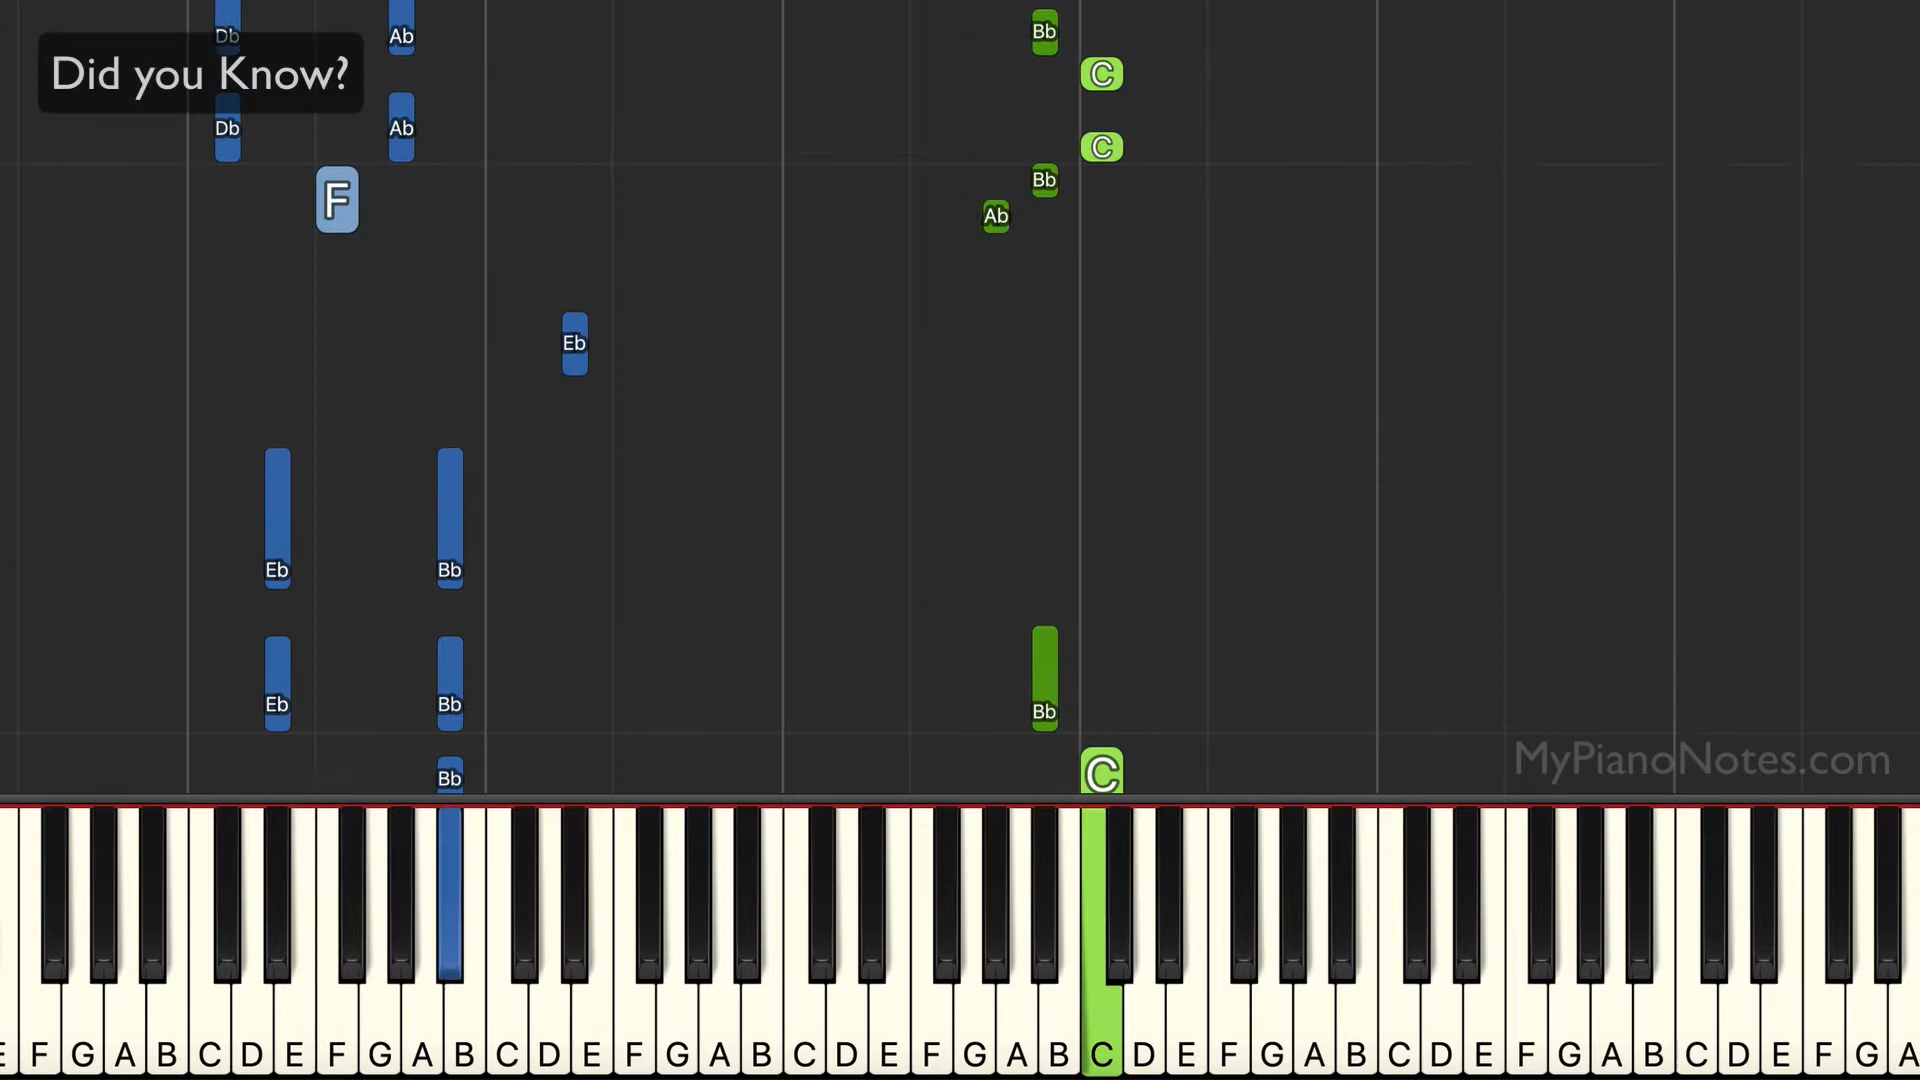 Db Ab Bb
Did you Know?
C
Db Ab
C
F
Bb
Ab
Eb
Eb Bb
Eb Bb
Bb
MyPianoNotes.com
Bb C
E F G A B C D E F G A B C D E F G A B C D E F G A B C D E F G A B C D E F G A B C D E F G A